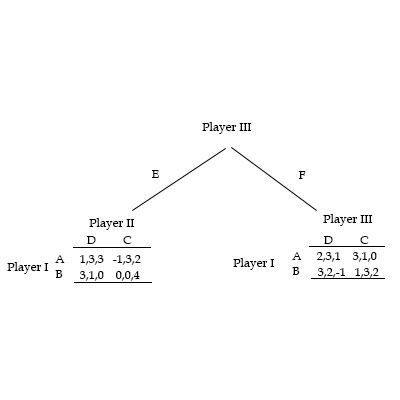 Player III
E F
Player II Player III
D C D C
Player I A 1,3,3 -1,3,2 Player I A 2,3,1 3,1,0
B 3,1,0 0,0,4 B 3,2,-1 1,3,2